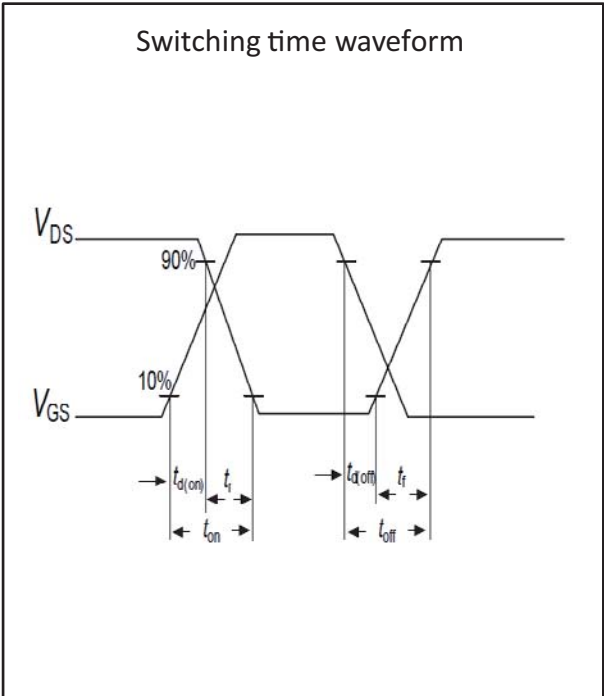 Switching time waveform
VDS
90%
10%
VGS
td(on) tr td(off) tf
ton toff